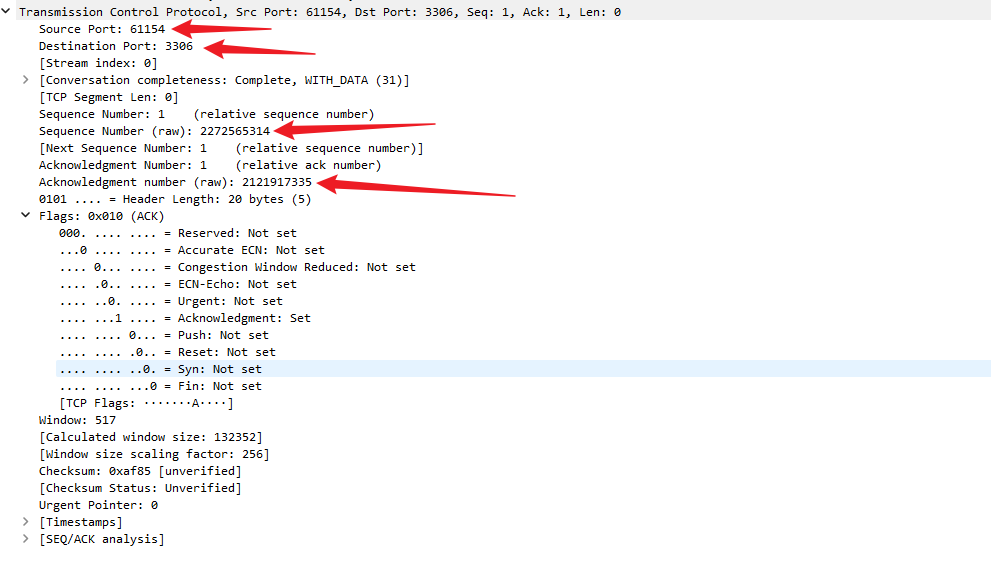 Transmission Control Protocol, Src Port: 61154, Dst Port: 3306, Seq: 1, Ack: 1, Len: 0
Source Port: 61154
Destination Port: 3306
[Stream index: 0]
[Conversation completeness: Complete, WITH_DATA (31)]
[TCP Segment Len: 0]
Sequence Number: 1    (relative sequence number)
Sequence Number (raw): 2272565314
[Next Sequence Number: 1    (relative sequence number)]
Acknowledgment Number: 1    (relative ack number)
Acknowledgment number (raw): 2121917335
0101 .... = Header Length: 20 bytes (5)
Flags: 0x010 (ACK)
000. .... .... = Reserved: Not set
...0 .... .... = Accurate ECN: Not set
.... 0... .... = Congestion Window Reduced: Not set
.... .0.. .... = ECN-Echo: Not set
.... ..0. .... = Urgent: Not set
.... ...1 .... = Acknowledgment: Set
.... .... 0... = Push: Not set
.... .... .0.. = Reset: Not set
.... .... ..0. = Syn: Not set
.... .... ...0 = Fin: Not set
[TCP Flags: ·······A····]
Window: 517
[Calculated window size: 132352]
[Window size scaling factor: 256]
Checksum: 0xaf85 [unverified]
[Checksum Status: Unverified]
Urgent Pointer: 0
[Timestamps]
[SEQ/ACK analysis]